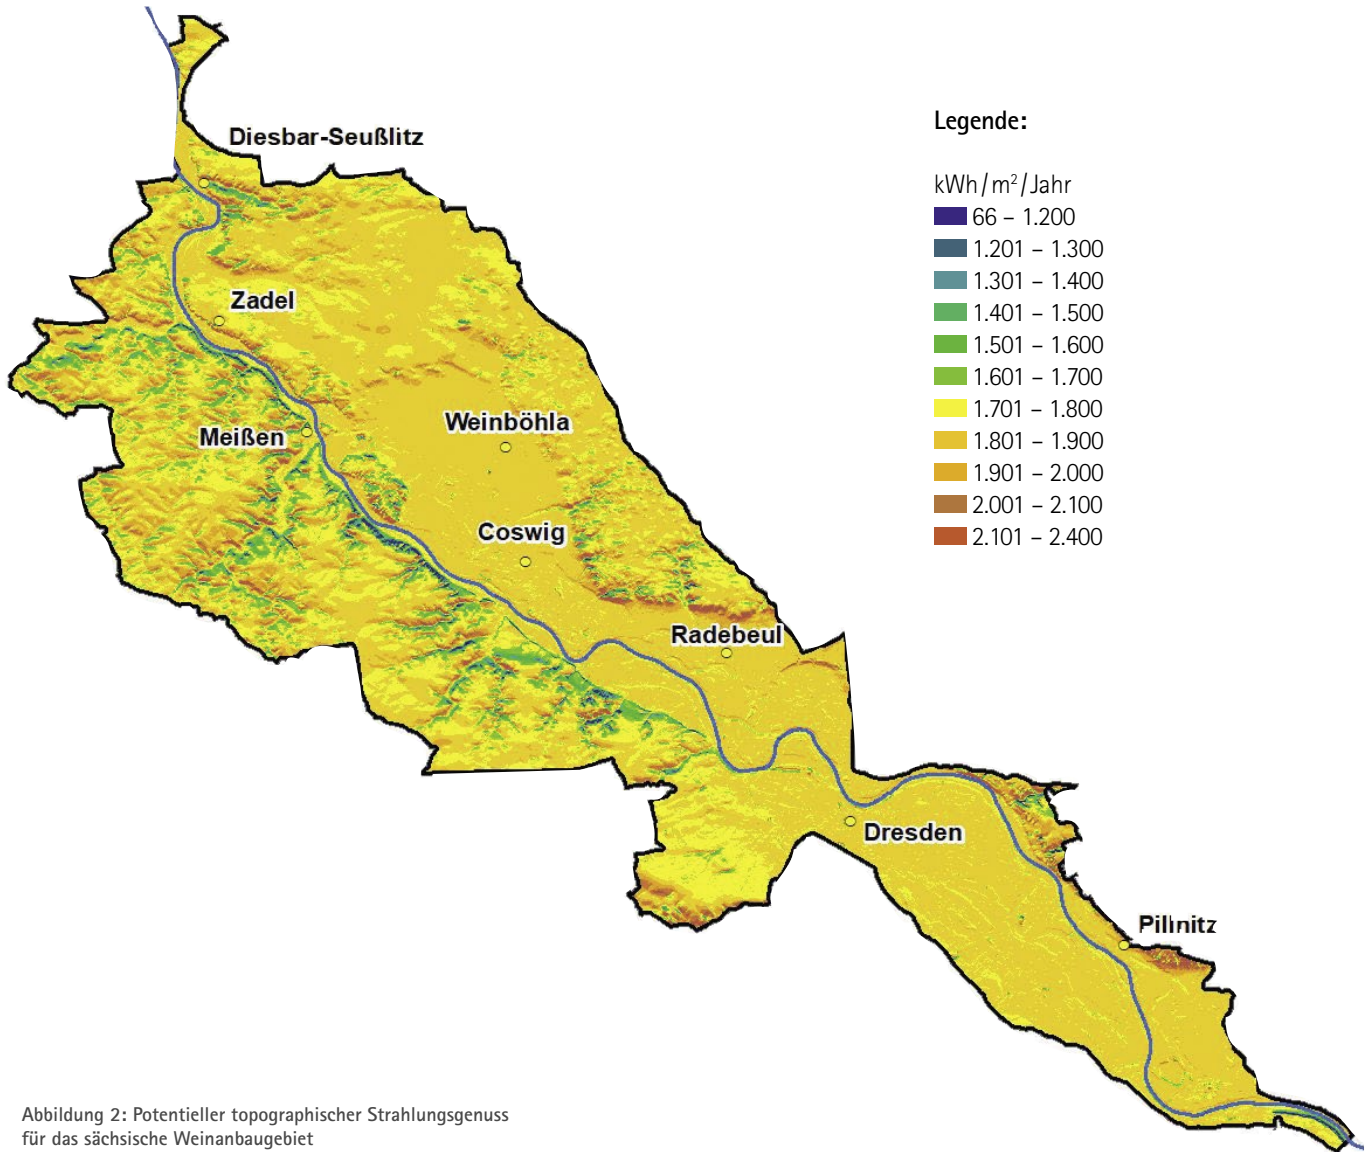 Diesbar-Seußlitz
Legende:
kWh/m²/Jahr
66 – 1.200
1.201 – 1.300
1.301 – 1.400
1.401 – 1.500
1.501 – 1.600
1.601 – 1.700
1.701 – 1.800
1.801 – 1.900
1.901 – 2.000
2.001 – 2.100
2.101 – 2.400
Zadel
Weinböhla
Meißen
Coswig
Radebeul
Dresden
Pillnitz
Abbildung 2: Potentieller topographischer Strahlungsgenuss
für das sächsische Weinanbaugebiet